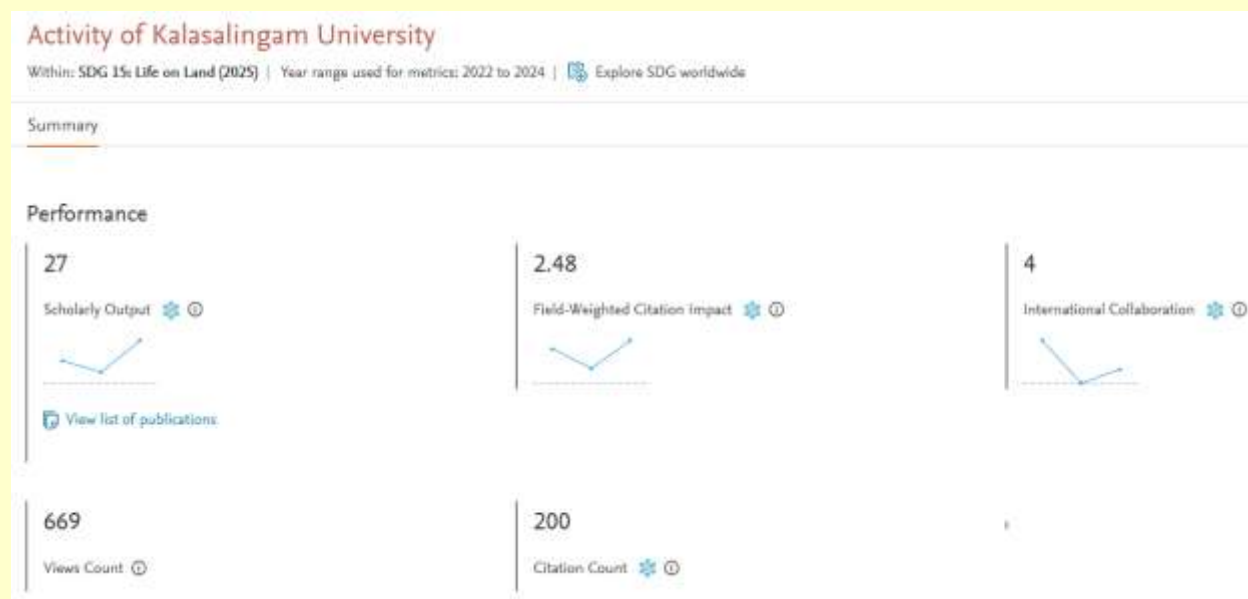 Activity of Kalasalingam University
Within: SDG 15: Life on Land (2025) | Year range used for metrics: 2022 to 2024 | Explore SDG worldwide
Summary
Performance
27
Scholarly Output
View list of publications
2.48
Field-Weighted Citation Impact
4
International Collaboration
669
Views Count
200
Citation Count